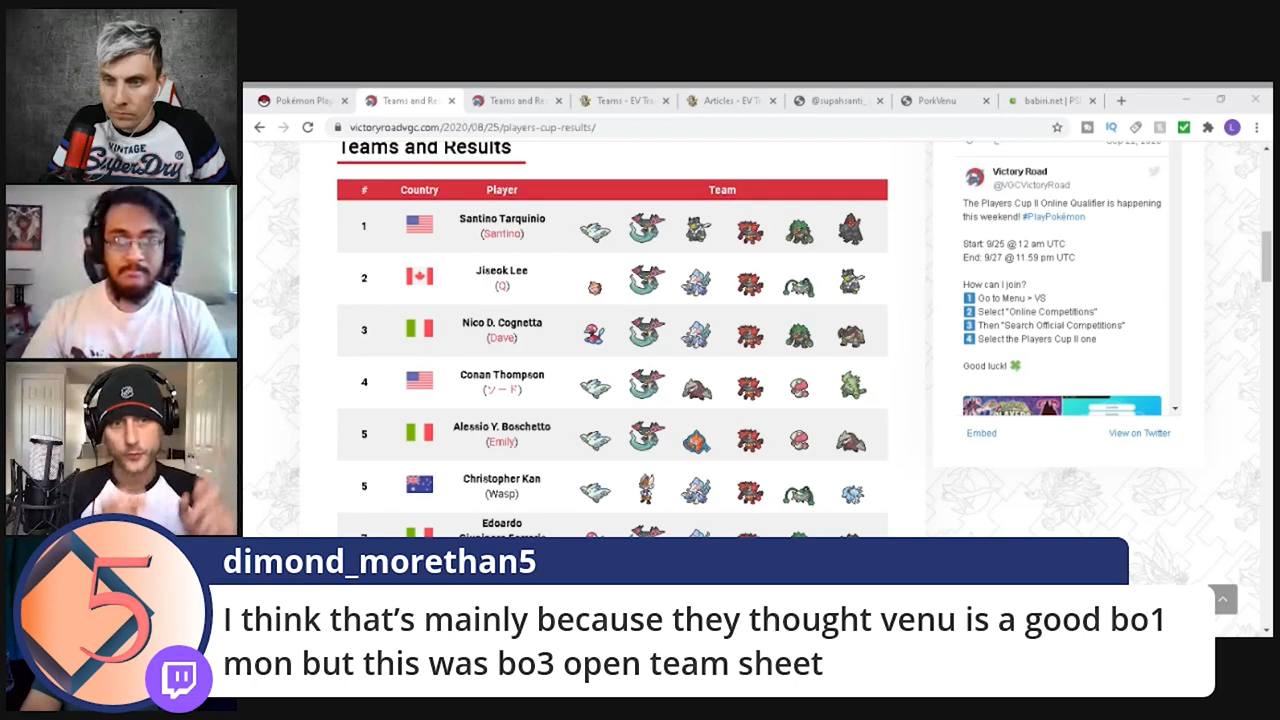 VINTAGE
SuperDry
Pokémon Play
Teams and Re
Teams and Re
Teams - EV Tra
Articles - EV T
@supahsanti_
PorkVenu
babiri.net | PS
victoryroadvgc.com/2020/08/25/players-cup-results/
Teams and Results
# Country Player Team
1 Santino Tarquinio
(Santino)
2 Jiseok Lee
(Q)
3 Nico D. Cognetta
(Dave)
4 Conan Thompson
(ソード)
5 Alessio Y. Boschetto
(Emily)
5 Christopher Kan
(Wasp)
Edoardo
Sep 22, 2020
Victory Road
@VGCVictoryRoad
The Players Cup II Online Qualifier is happening
this weekend! #PlayPokémon
Start: 9/25 @ 12 am UTC
End: 9/27 @ 11.59 pm UTC
How can I join?
1 Go to Menu > VS
2 Select "Online Competitions"
3 Then "Search Official Competitions"
4 Select the Players Cup II one
Good luck!
Embed
View on Twitter
NHL
5
dimond_morethan5
I think that’s mainly because they thought venu is a good bo1
mon but this was bo3 open team sheet